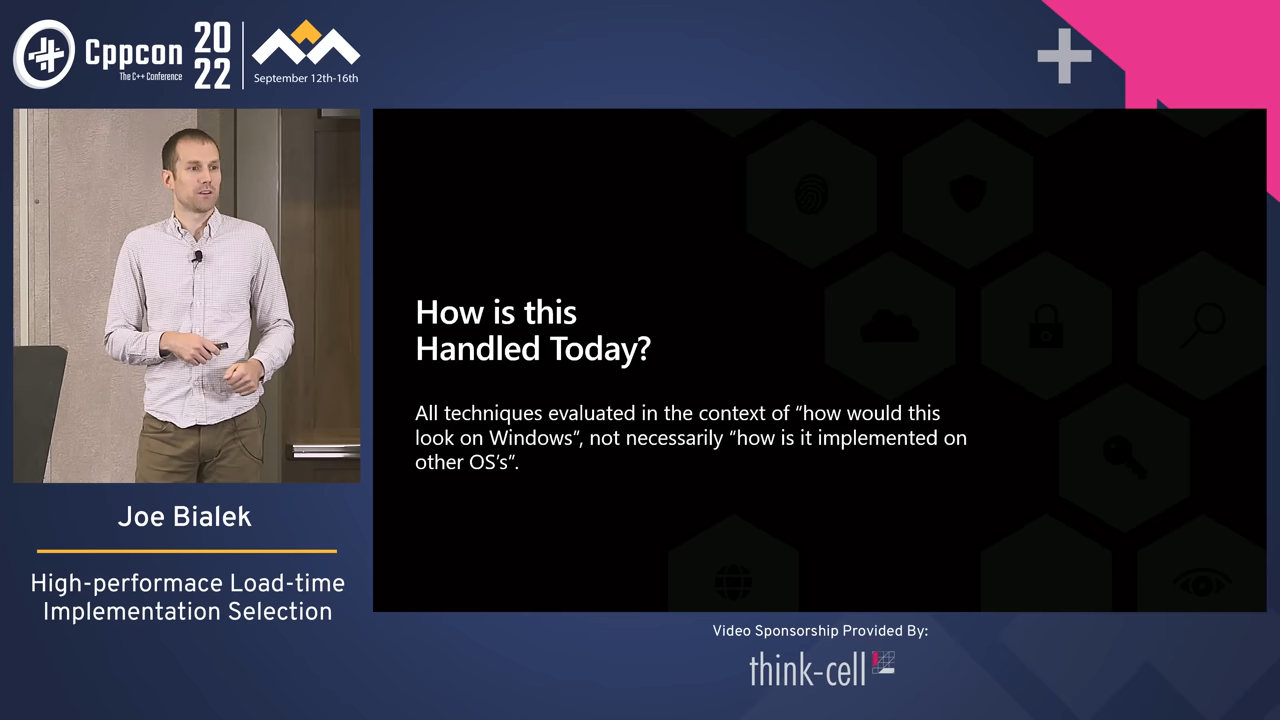 Cppcon
The C++ Conference
20
22
September 12th-16th
How is this
Handled Today?
All techniques evaluated in the context of “how would this
look on Windows”, not necessarily “how is it implemented on
other OS’s”.
Joe Bialek
High-performace Load-time
Implementation Selection
Video Sponsorship Provided By:
think-cell